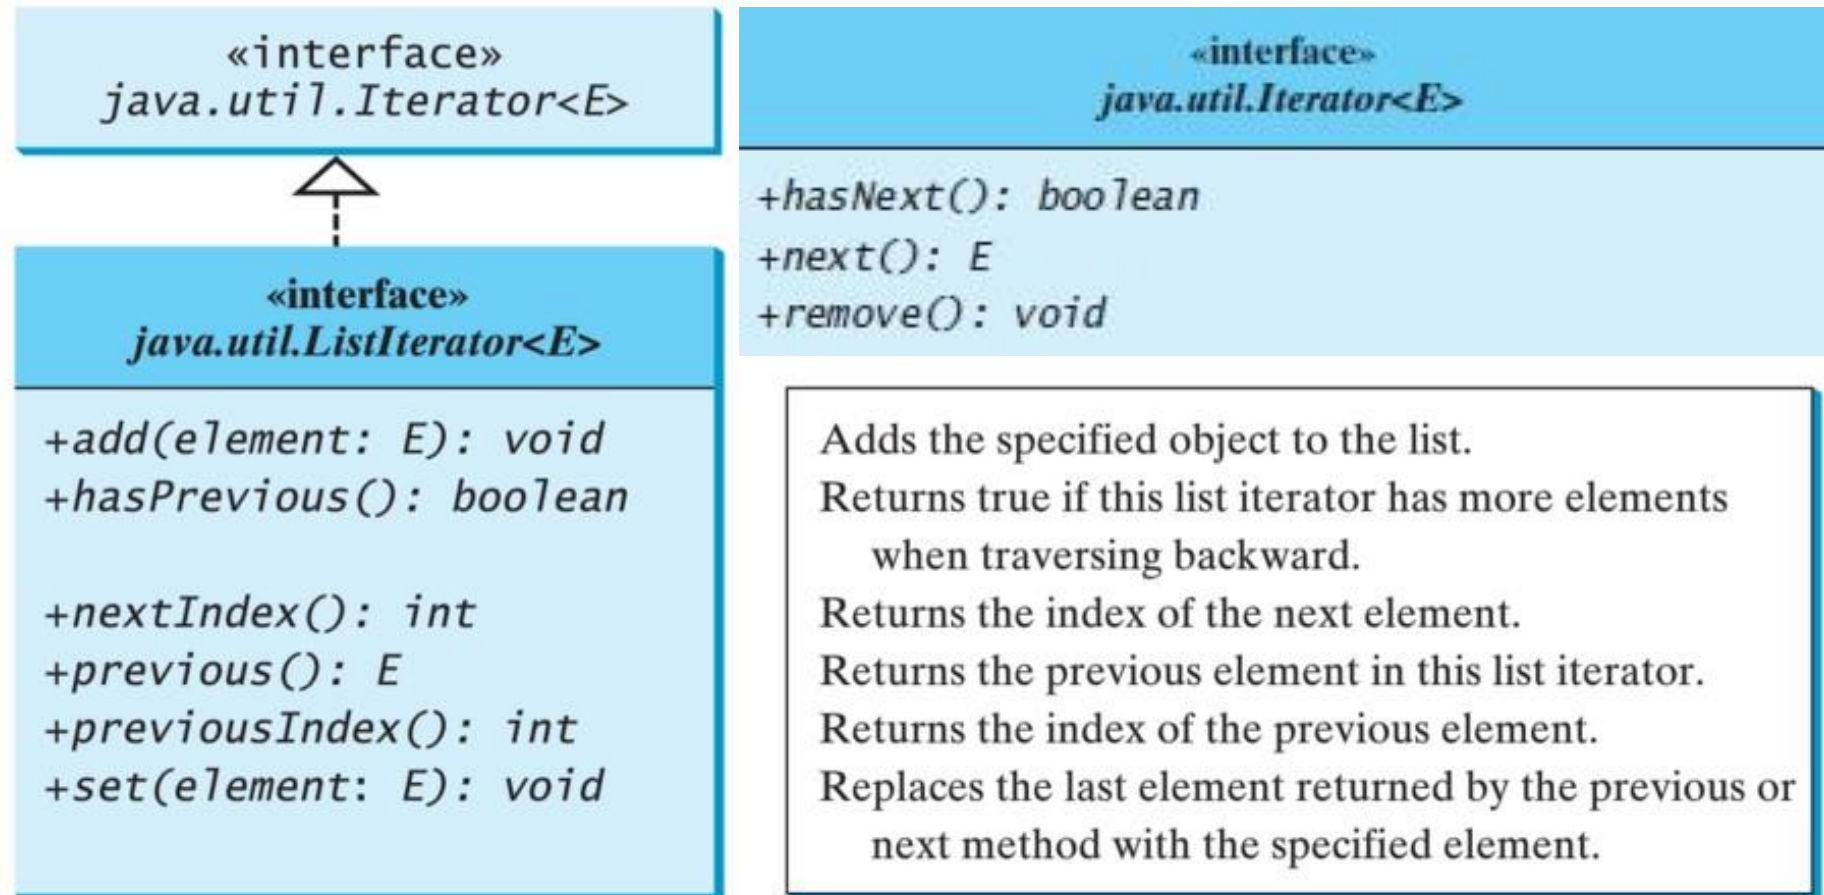 «interface»
java.util.Iterator<E>
«interface»
java.util.ListIterator<E>
+add(element: E): void
+hasPrevious(): boolean
+nextIndex(): int
+previous(): E
+previousIndex(): int
+set(element: E): void
«interface»
java.util.Iterator<E>
+hasNext(): boolean
+next(): E
+remove(): void
Adds the specified object to the list.
Returns true if this list iterator has more elements
when traversing backward.
Returns the index of the next element.
Returns the previous element in this list iterator.
Returns the index of the previous element.
Replaces the last element returned by the previous or
next method with the specified element.